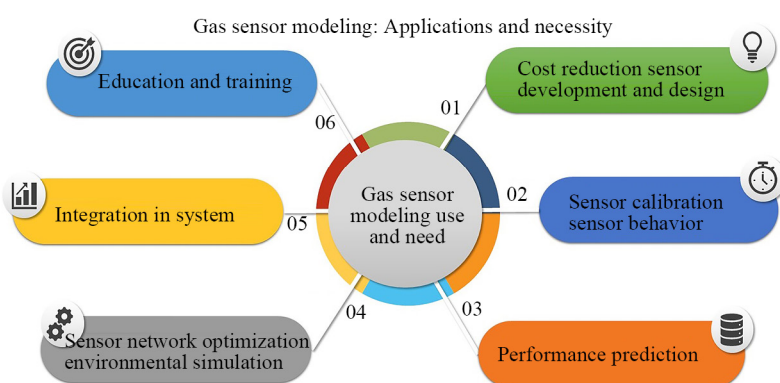 Gas sensor modeling: Applications and necessity
01
Cost reduction sensor
development and design
02
Sensor calibration
sensor behavior
03
Performance prediction
04
Sensor network optimization
environmental simulation
05
Integration in system
06
Education and training
Gas sensor
modeling use
and need